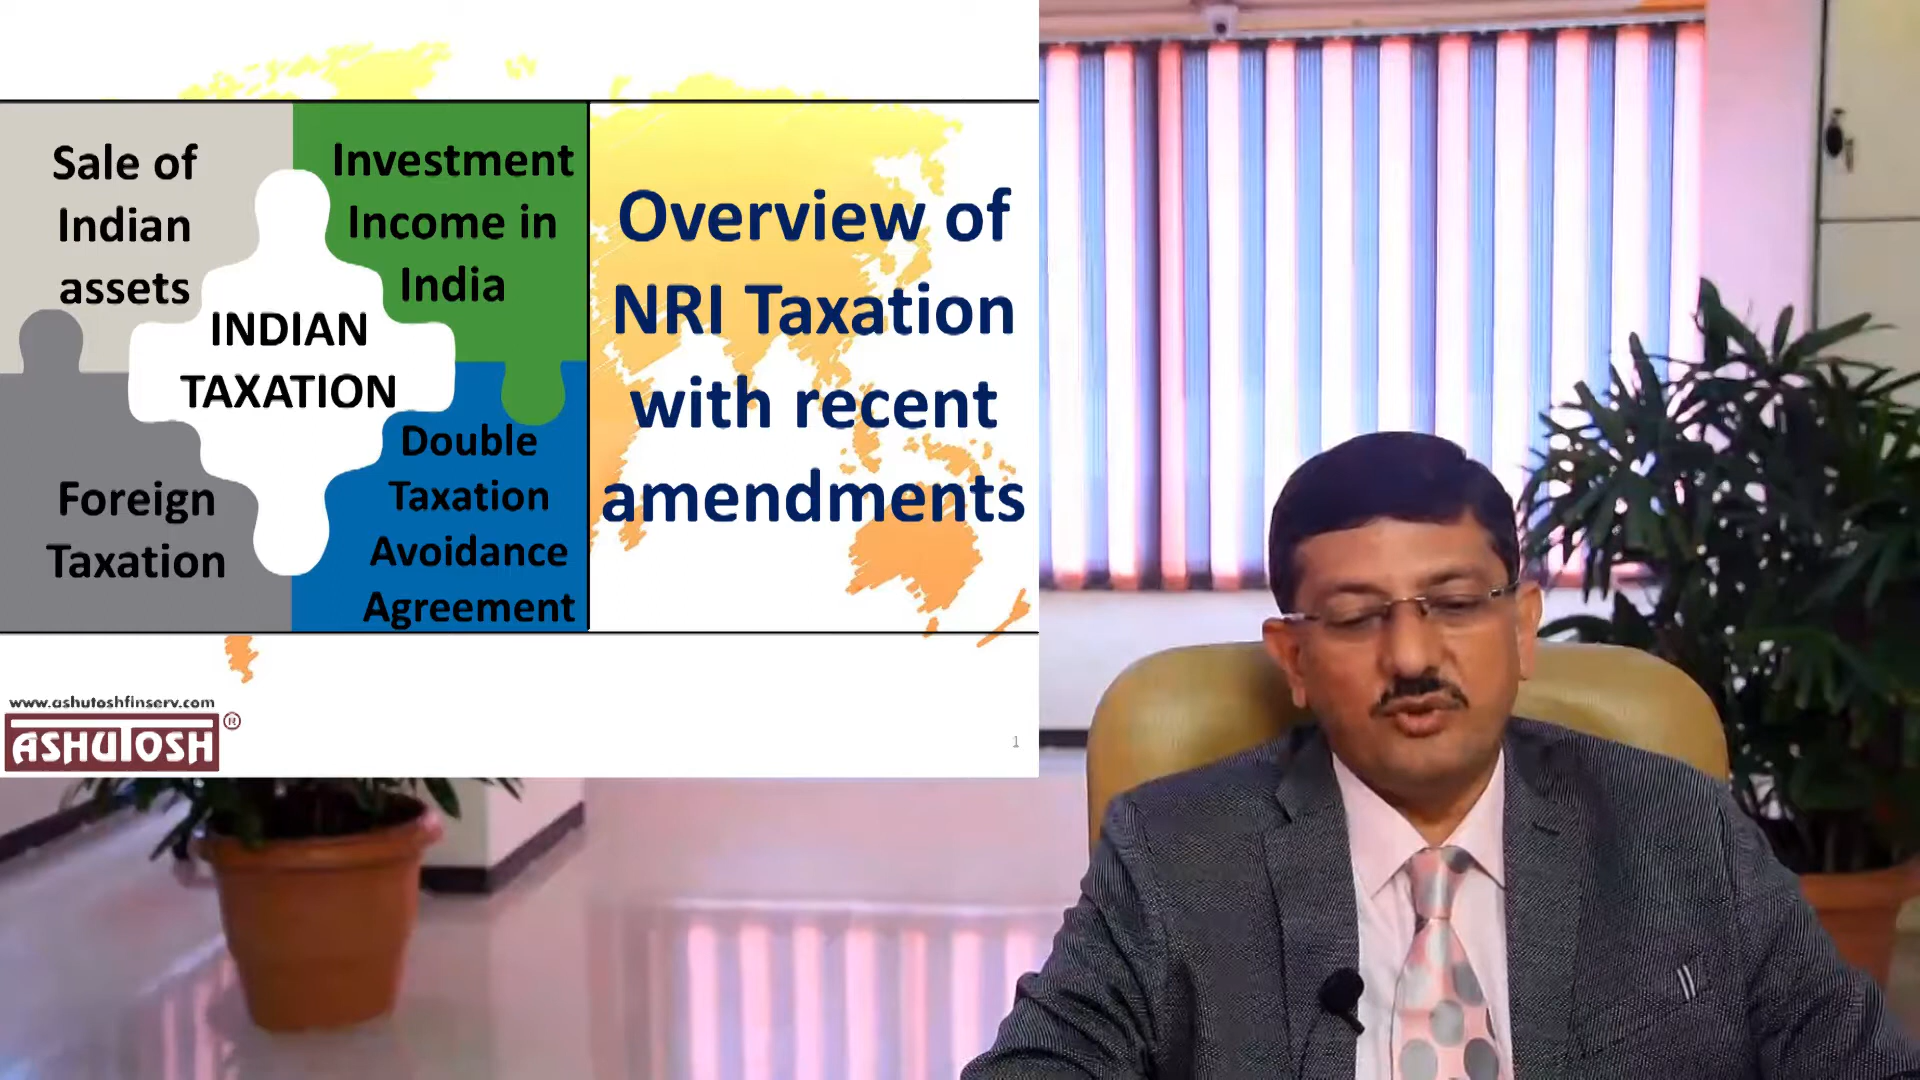 Sale of
Indian
assets
Investment
Income in
India
INDIAN
TAXATION
Foreign
Taxation
Double
Taxation
Avoidance
Agreement
Overview of
NRI Taxation
with recent
amendments
www.ashutoshfinserv.com
ASHUTOSH®
1